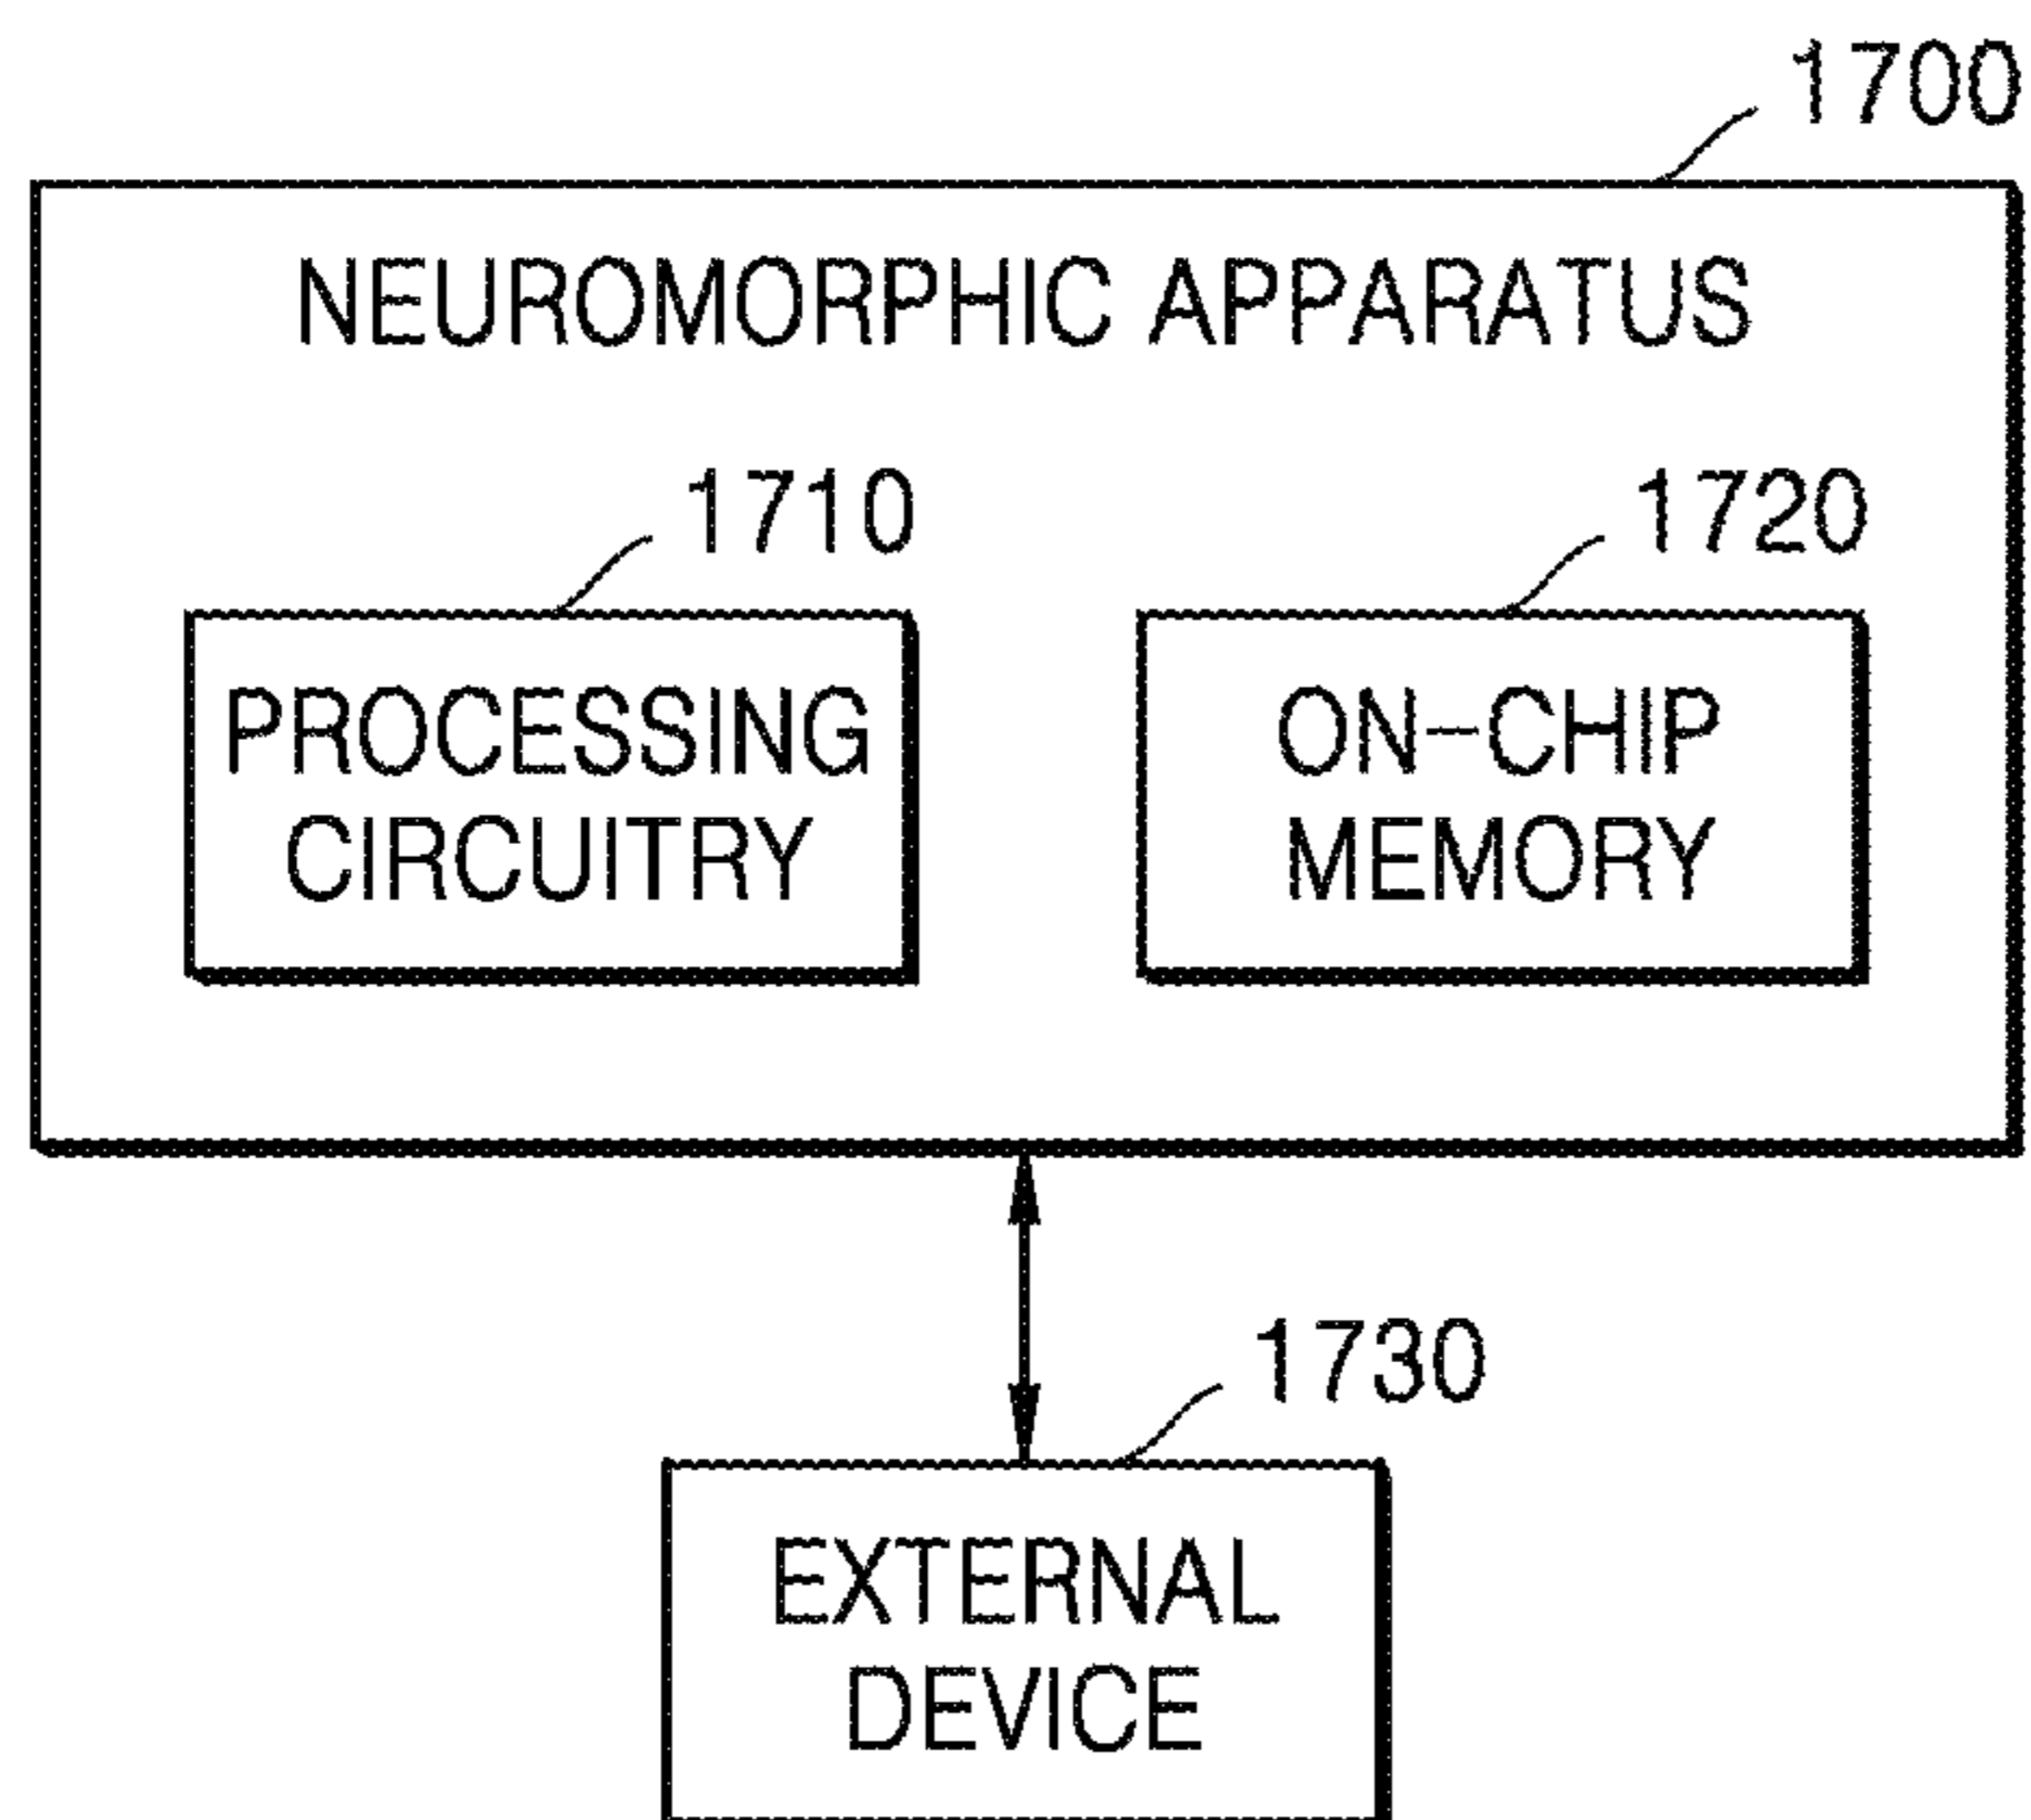 1700
NEUROMORPHIC APPARATUS
1710
1720
PROCESSING
CIRCUITRY
ON-CHIP
MEMORY
1730
EXTERNAL
DEVICE